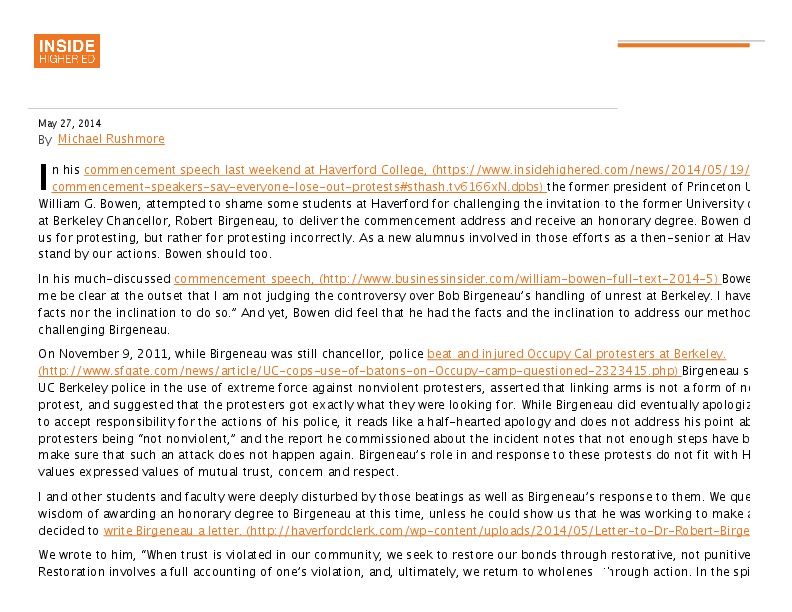 INSIDE
HIGHER ED
May 27, 2014
By Michael Rushmore
In his commencement speech last weekend at Haverford College, (https://www.insidehighered.com/news/2014/05/19/
commencement-speakers-say-everyone-lose-out-protests#sthash.tv6166xN.dpbs) the former president of Princeton U
William G. Bowen, attempted to shame some students at Haverford for challenging the invitation to the former University o
at Berkeley Chancellor, Robert Birgeneau, to deliver the commencement address and receive an honorary degree. Bowen d
us for protesting, but rather for protesting incorrectly. As a new alumnus involved in those efforts as a then-senior at Hav
stand by our actions. Bowen should too.
In his much-discussed commencement speech, (http://www.businessinsider.com/william-bowen-full-text-2014-5) Bowe
me be clear at the outset that I am not judging the controversy over Bob Birgeneau's handling of unrest at Berkeley. I have
facts nor the inclination to do so." And yet, Bowen did feel that he had the facts and the inclination to address our method
challenging Birgeneau.
On November 9, 2011, while Birgeneau was still chancellor, police beat and injured Occupy Cal protesters at Berkeley.
(http://www.sfgate.com/news/article/UC-cops-use-of-batons-on-Occupy-camp-questioned-2323415.php) Birgeneau s
UC Berkeley police in the use of extreme force against nonviolent protesters, asserted that linking arms is not a form of no
protest, and suggested that the protesters got exactly what they were looking for. While Birgeneau did eventually apologiz
to accept responsibility for the actions of his police, it reads like a half-hearted apology and does not address his point ab
protesters being "not nonviolent," and the report he commissioned about the incident notes that not enough steps have b
make sure that such an attack does not happen again. Birgeneau's role in and response to these protests do not fit with H
values expressed values of mutual trust, concern and respect.
I and other students and faculty were deeply disturbed by those beatings as well as Birgeneau's response to them. We que
wisdom of awarding an honorary degree to Birgeneau at this time, unless he could show us that he was working to make a
decided to write Birgeneau a letter. (http://haverfordclerk.com/wp-content/uploads/2014/05/Letter-to-Dr-Robert-Birge
We wrote to him, "When trust is violated in our community, we seek to restore our bonds through restorative, not punitive
Restoration involves a full accounting of one's violation, and, ultimately, we return to wholenes through action. In the spi